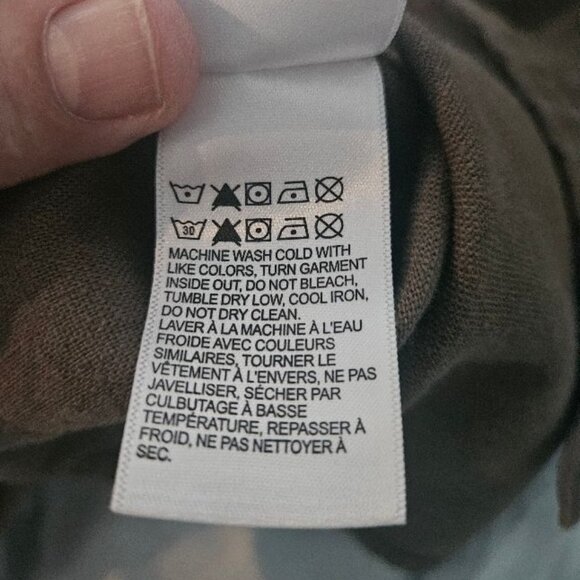 30
MACHINE WASH COLD WITH
LIKE COLORS, TURN GARMENT
INSIDE OUT, DO NOT BLEACH,
TUMBLE DRY LOW, COOL IRON,
DO NOT DRY CLEAN.
LAVER À LA MACHINE À L'EAU
FROIDE AVEC COULEURS
SIMILAIRES, TOURNER LE
VÊTEMENT À L'ENVERS, NE PAS
JAVELLISER, SÉCHER PAR
CULBUTAGE À BASSE
TEMPÉRATURE, REPASSER À
FROID, NE PAS NETTOYER À
SEC.